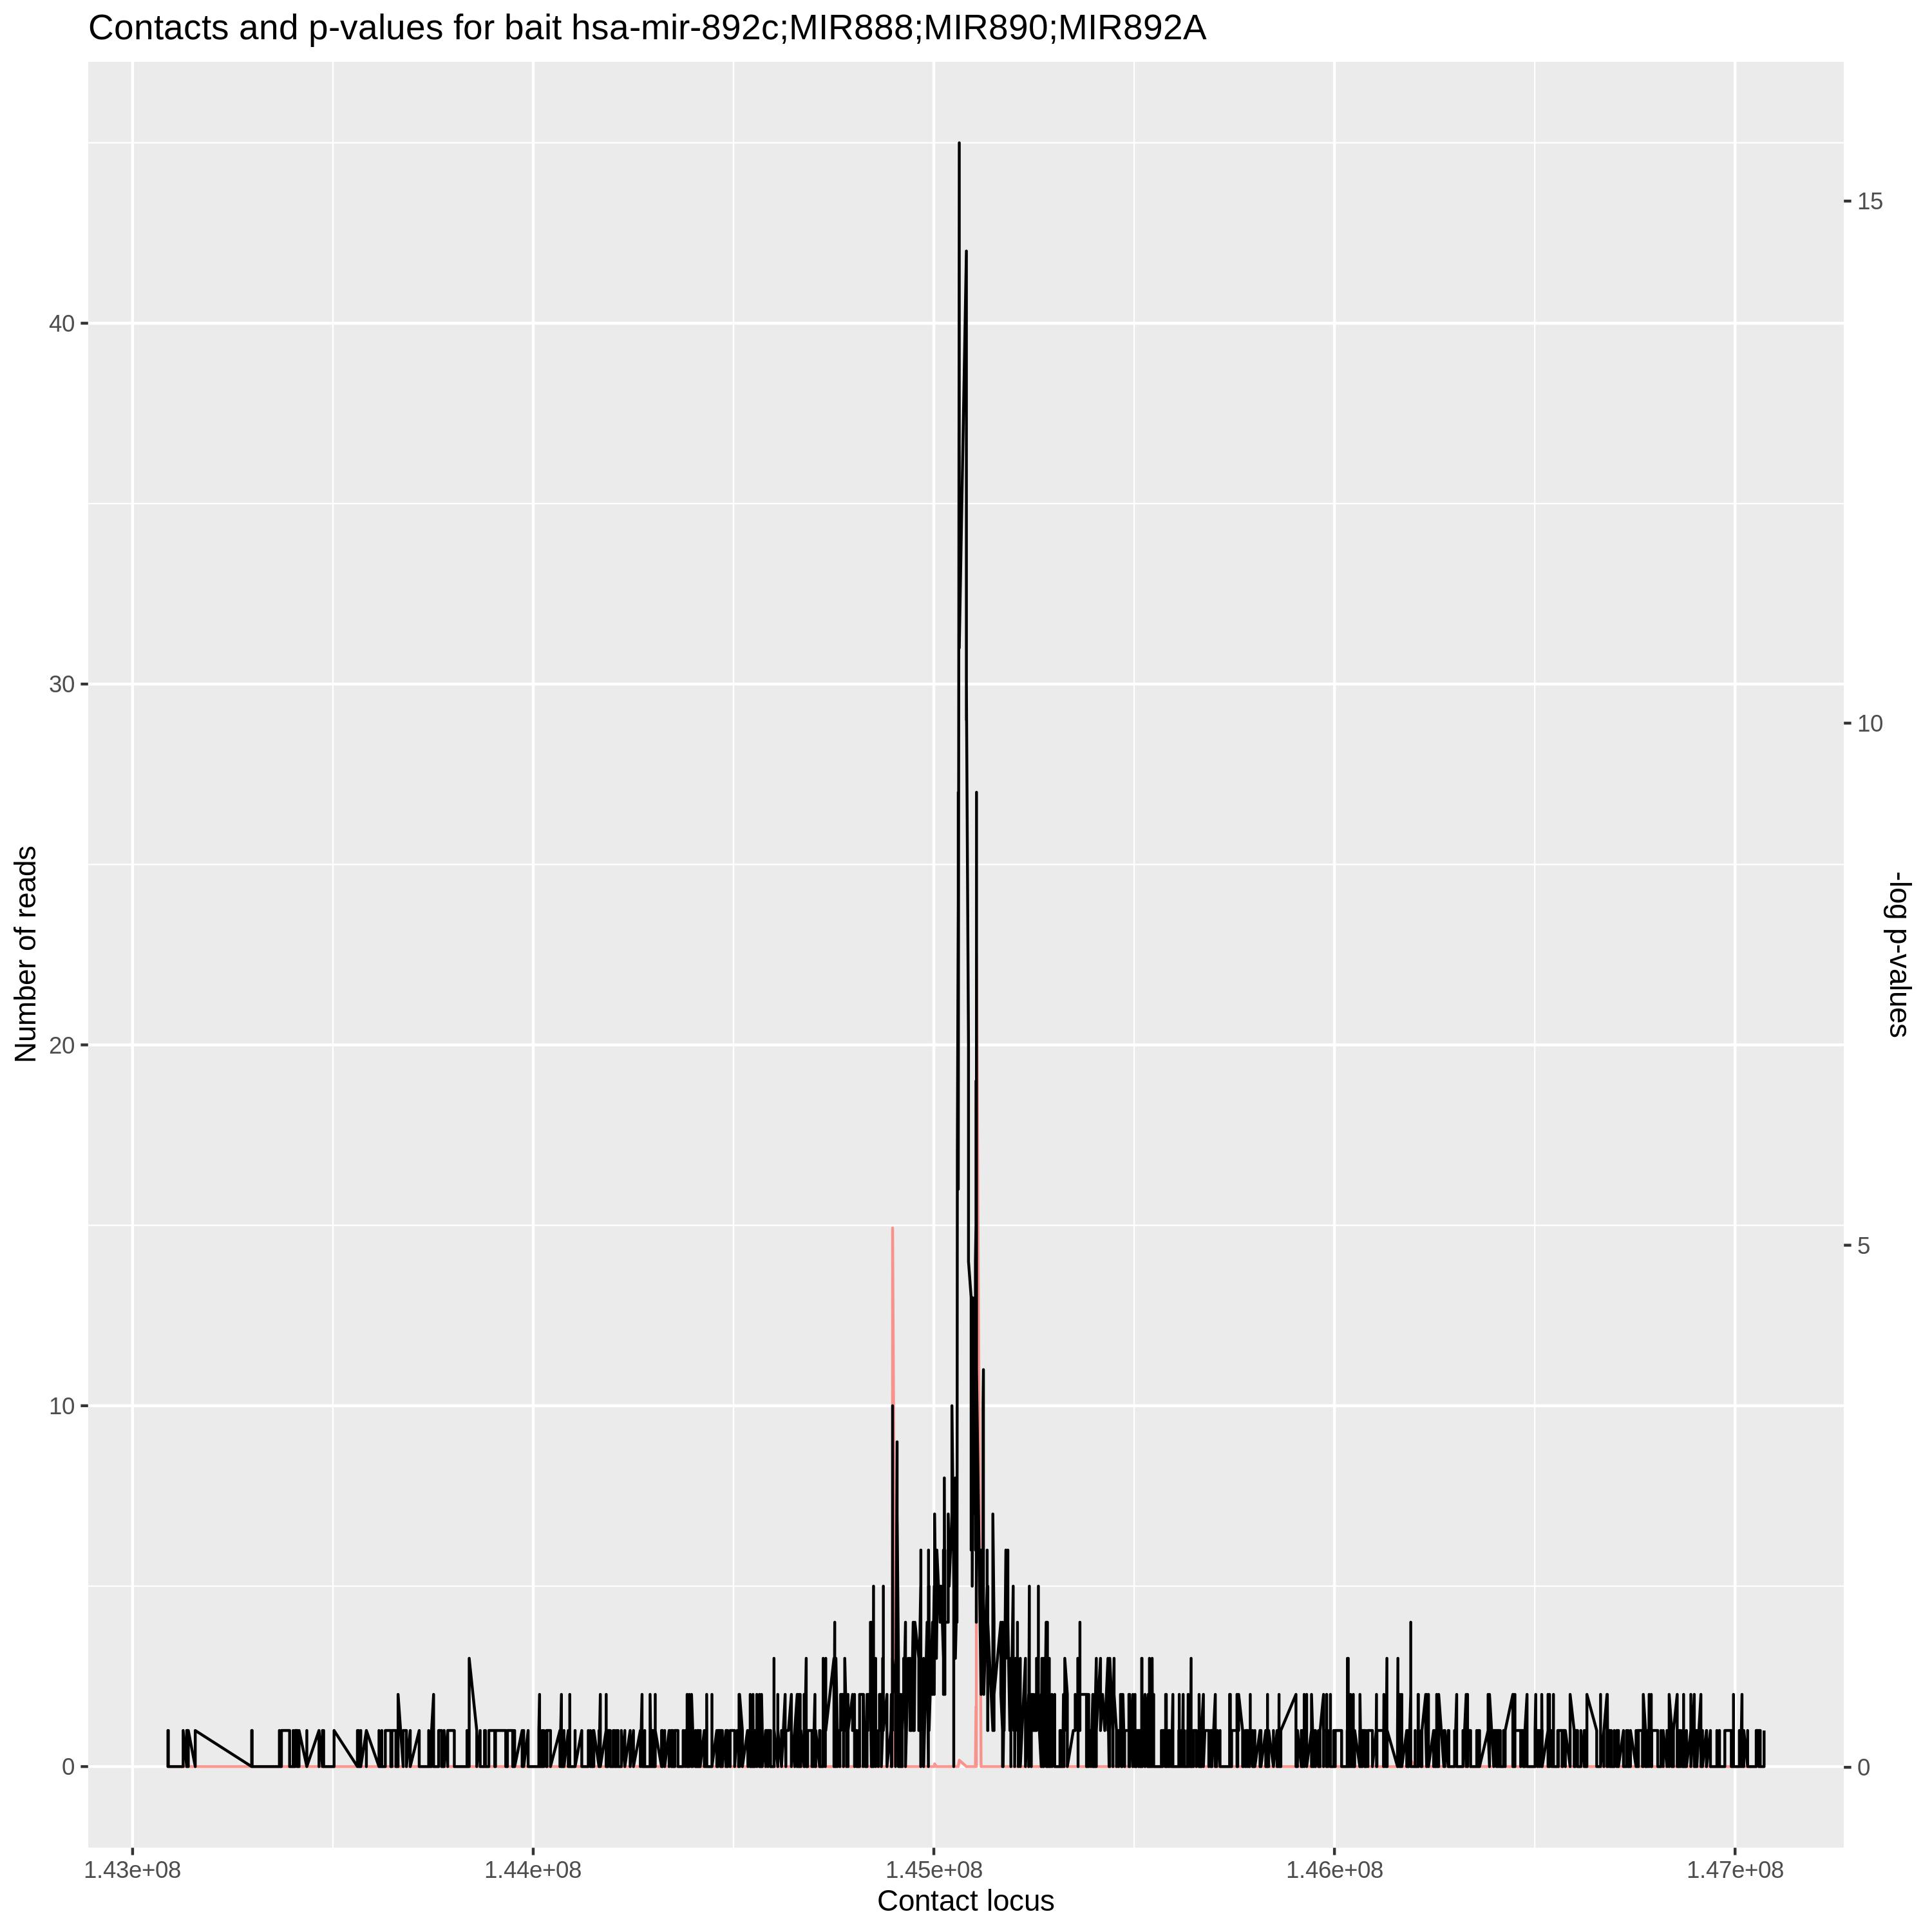 Contacts and p-values for bait hsa-mir-892c;MIR888;MIR890;MIR892A
Number of reads
40
30
20
10
0
-log p-values
15
10
5
0
1.43e+08
1.44e+08
1.45e+08
1.46e+08
1.47e+08
Contact locus